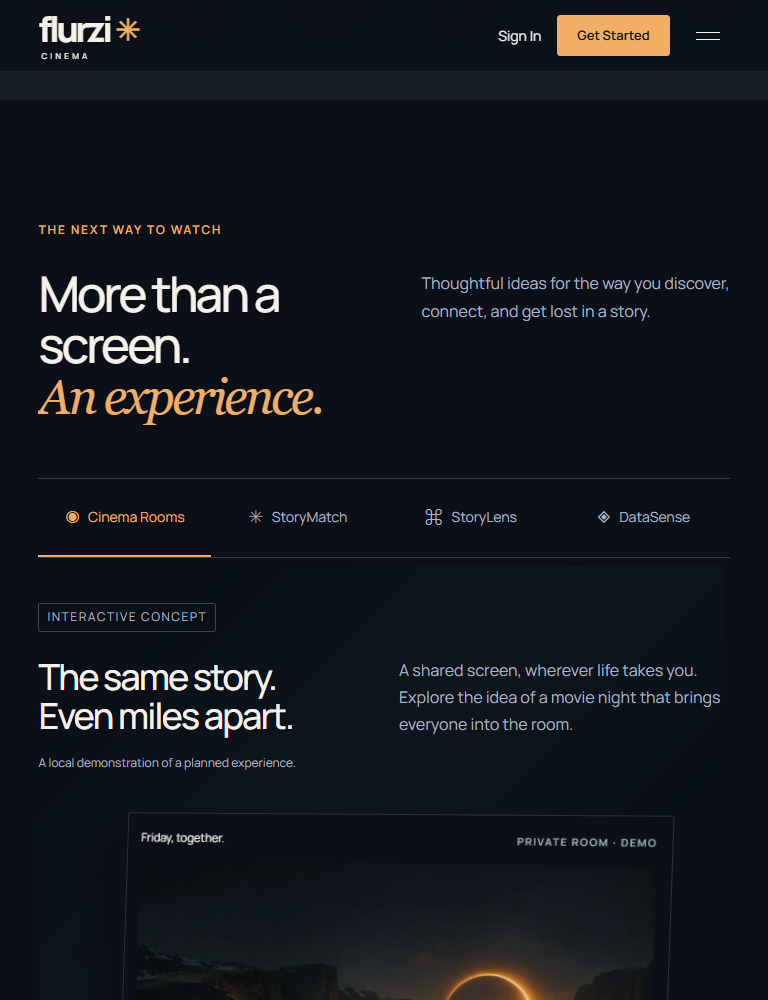 flurzi
CINEMA
Sign In
Get Started
THE NEXT WAY TO WATCH
More than a
screen.
An experience.
Thoughtful ideas for the way you discover,
connect, and get lost in a story.
Cinema Rooms
StoryMatch
StoryLens
DataSense
INTERACTIVE CONCEPT
The same story.
Even miles apart.
A local demonstration of a planned experience.
A shared screen, wherever life takes you.
Explore the idea of a movie night that brings
everyone into the room.
Friday, together.
PRIVATE ROOM · DEMO